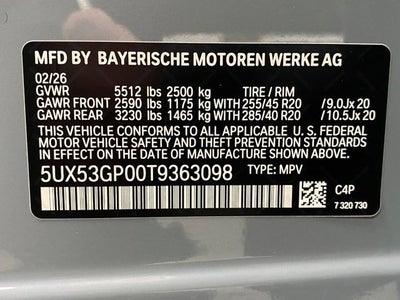 MFD BY BAYERISCHE MOTOREN WERKE AG
02/26
GVWR 5512 lbs 2500 kg TIRE / RIM
GAWR FRONT 2590 lbs 1175 kg WITH 255/45 R20 / 9.0Jx 20
GAWR REAR 3230 lbs 1465 kg WITH 285/40 R20 / 10.5Jx 20
THIS VEHICLE CONFORMS TO ALL APPLICABLE U. S. FEDERAL
MOTOR VEHICLE SAFETY AND THEFT PREVENTION STANDARDS
IN EFFECT ON THE DATE OF MANUFACTURE SHOWN ABOVE.
5UX53GP00T9363098 TYPE: MPV
C4P
7 320 730